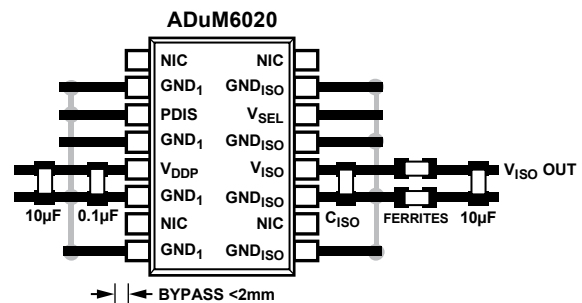 ADuM6020
NIC NIC
GND1 GNDISO
PDIS VSEL
GND1 GNDISO
VDDP VISO VISO OUT
GND1 GNDISO
10µF 0.1µF CISO FERRITES 10µF
NIC NIC
GND1 GNDISO
BYPASS <2mm